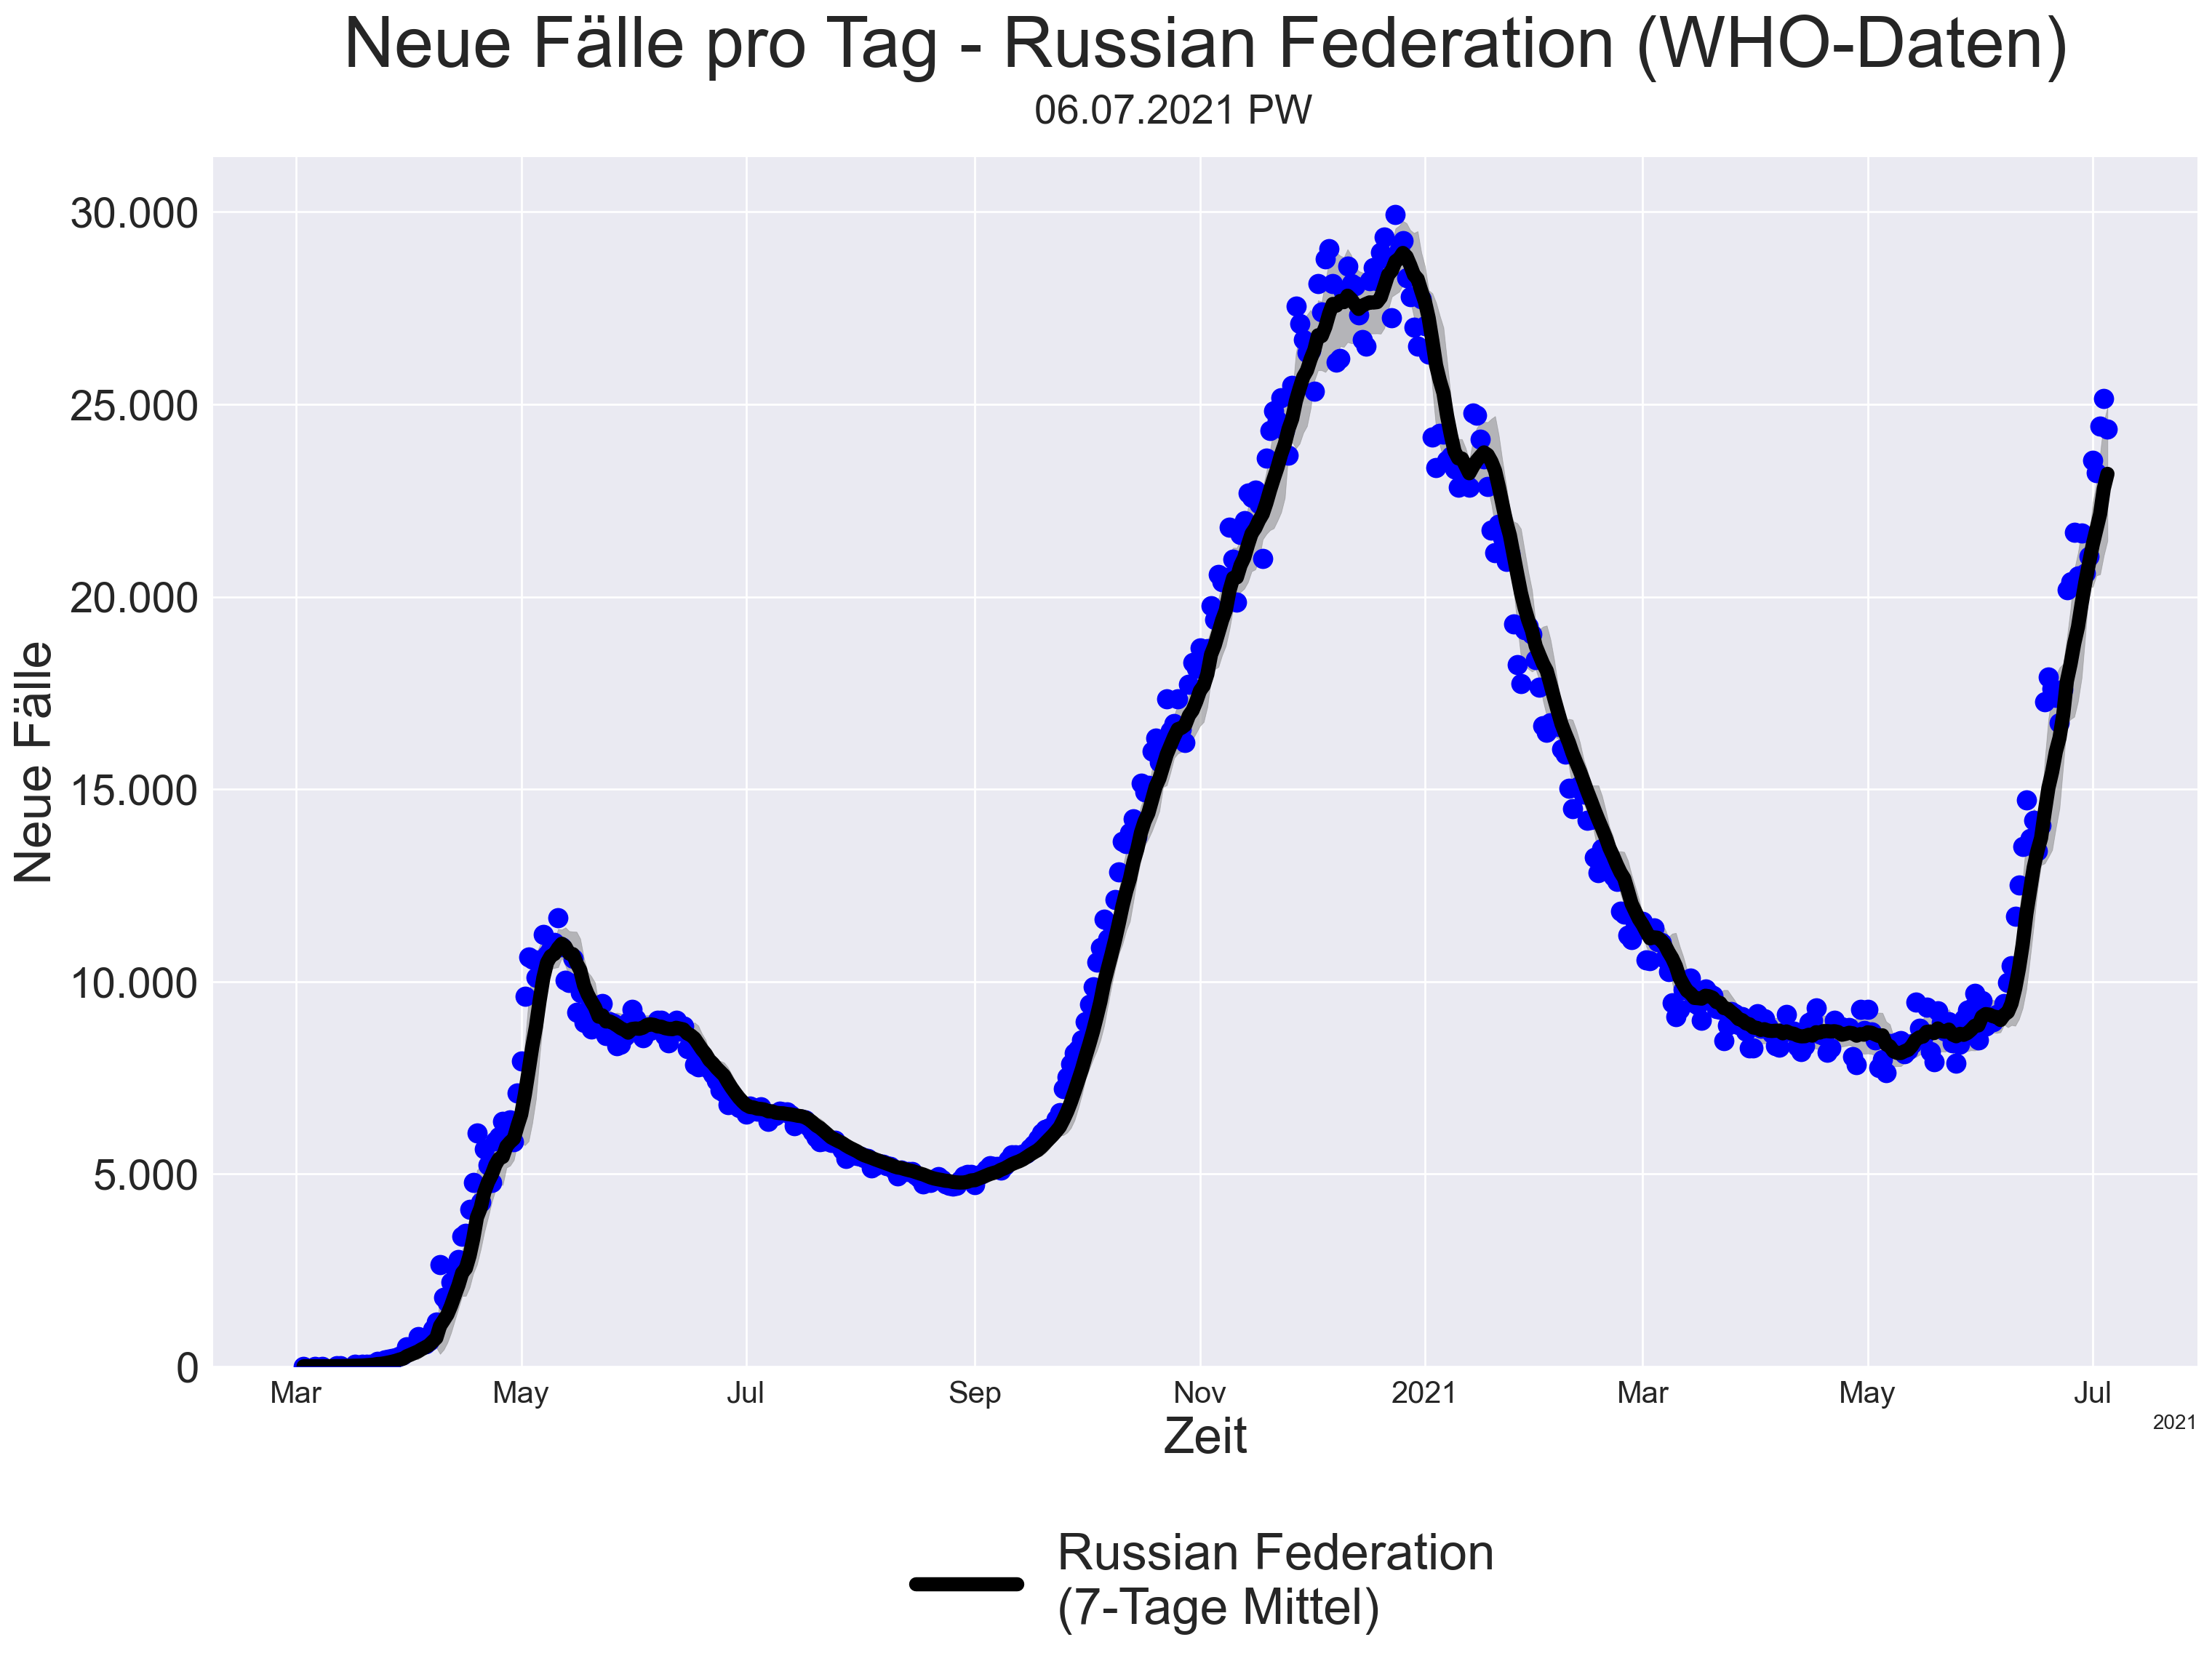 Neue Fälle pro Tag - Russian Federation (WHO-Daten)
06.07.2021 PW
30.000
25.000
20.000
15.000
10.000
5.000
0
Neue Fälle
Mar May Jul Sep Nov 2021 Mar May Jul
2021
Zeit
Russian Federation
(7-Tage Mittel)